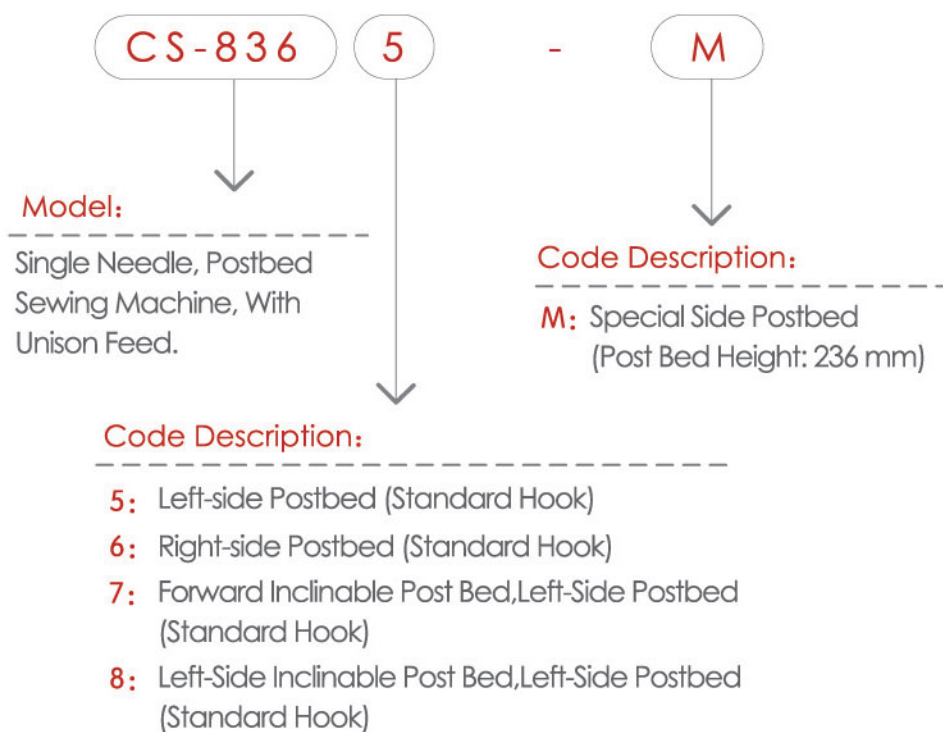 CS-836 5 - M
Model:
Single Needle, Postbed
Sewing Machine, With
Unison Feed.
Code Description:
M: Special Side Postbed
(Post Bed Height: 236 mm)
Code Description:
5: Left-side Postbed (Standard Hook)
6: Right-side Postbed (Standard Hook)
7: Forward Inclinable Post Bed,Left-Side Postbed
(Standard Hook)
8: Left-Side Inclinable Post Bed,Left-Side Postbed
(Standard Hook)